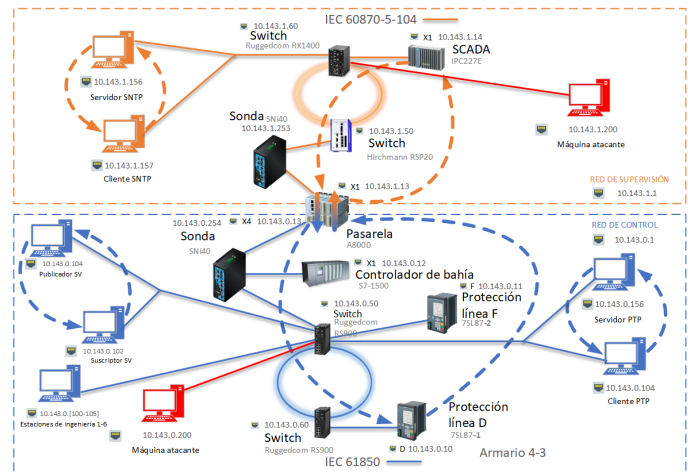 IEC 60870-5-104
10.143.1.60
Switch
Ruggedcom RX1400
X1 10.143.1.14
SCADA
IPC227E
10.143.1.156
Servidor SNTP
Sonda SNi40
10.143.1.253
10.143.1.50
Switch
Hirchmann RSP20
10.143.1.200
Máquina atacante
10.143.1.157
Cliente SNTP
X1 10.143.1.13
RED DE SUPERVISIÓN
10.143.1.1
10.143.0.254
X4 10.143.0.13
Sonda
SNi40
Pasarela
A8000
RED DE CONTROL
10.143.0.1
10.143.0.104
Publicador SV
X1 10.143.0.12
Controlador de bahía
S7-1500
F 10.143.0.11
Protección
línea F
7SL87-2
10.143.0.50
Switch
Ruggedcom
RS900
10.143.0.156
Servidor PTP
10.143.0.102
Suscriptor SV
10.143.0.104
Cliente PTP
10.143.0.[100-105]
Estaciones de ingeniería 1-6
10.143.0.200
Máquina atacante
10.143.0.60
Switch
Ruggedcom RS900
Protección
línea D
7SL87-1
D 10.143.0.10
Armario 4-3
IEC 61850